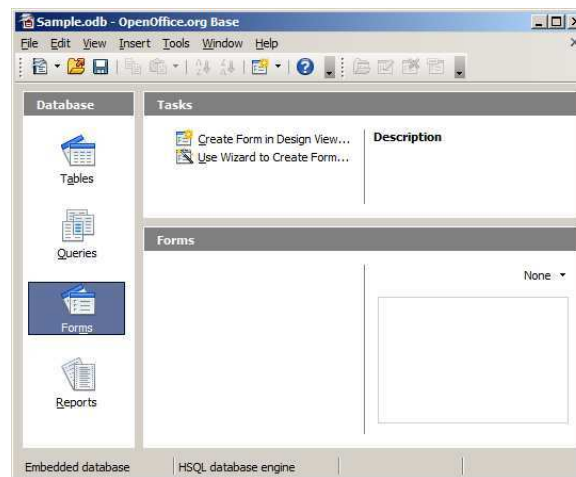 Sample.odb - OpenOffice.org Base
File Edit View Insert Tools Window Help
Database
Tasks
Create Form in Design View...
Use Wizard to Create Form...
Description
Tables
Queries
Forms
Reports
Forms
None
Embedded database
HSQL database engine